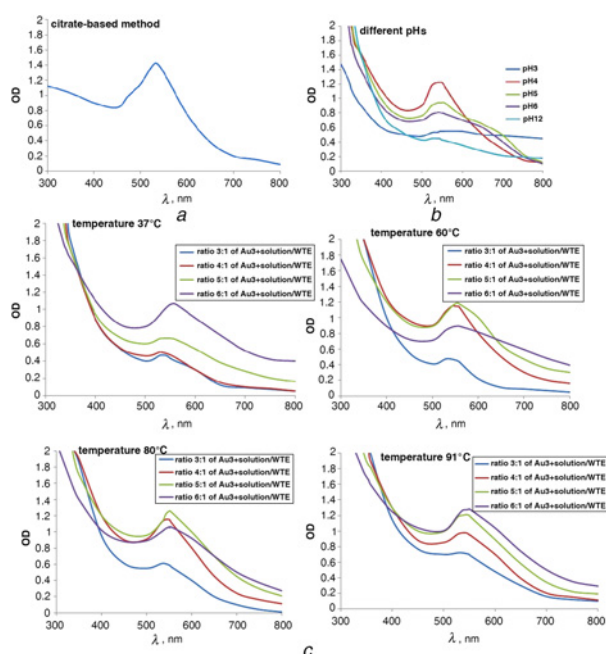 citrate-based method
different pHs
2
1.8
1.6
1.4
1.2
1
0.8
0.6
0.4
0.2
0
OD
300 400 500 600 700 800
λ, nm
a
2
1.8
1.6
1.4
1.2
1
0.8
0.6
0.4
0.2
0
OD
pH3
pH4
pH5
pH6
pH12
300 400 500 600 700 800
λ, nm
b
temperature 37°C
2
1.8
1.6
1.4
1.2
1
0.8
0.6
0.4
0.2
0
OD
ratio 3:1 of Au3+solution/WTE
ratio 4:1 of Au3+solution/WTE
ratio 5:1 of Au3+solution/WTE
ratio 6:1 of Au3+solution/WTE
300 400 500 600 700 800
λ, nm
temperature 60°C
2
1.8
1.6
1.4
1.2
1
0.8
0.6
0.4
0.2
0
OD
ratio 3:1 of Au3+solution/WTE
ratio 4:1 of Au3+solution/WTE
ratio 5:1 of Au3+solution/WTE
ratio 6:1 of Au3+solution/WTE
300 400 500 600 700 800
λ, nm
temperature 80°C
2
1.8
1.6
1.4
1.2
1
0.8
0.6
0.4
0.2
0
OD
ratio 3:1 of Au3+solution/WTE
ratio 4:1 of Au3+solution/WTE
ratio 5:1 of Au3+solution/WTE
ratio 6:1 of Au3+solution/WTE
300 400 500 600 700 800
λ, nm
temperature 91°C
2
1.8
1.6
1.4
1.2
1
0.8
0.6
0.4
0.2
0
OD
ratio 3:1 of Au3+solution/WTE
ratio 4:1 of Au3+solution/WTE
ratio 5:1 of Au3+solution/WTE
ratio 6:1 of Au3+solution/WTE
300 400 500 600 700 800
λ, nm
c